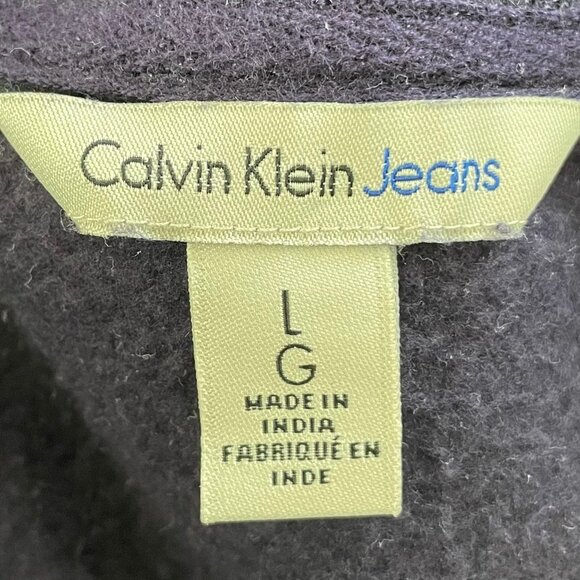 Calvin Klein Jeans
L
G
MADE IN
INDIA
FABRIQUÉ EN
INDE